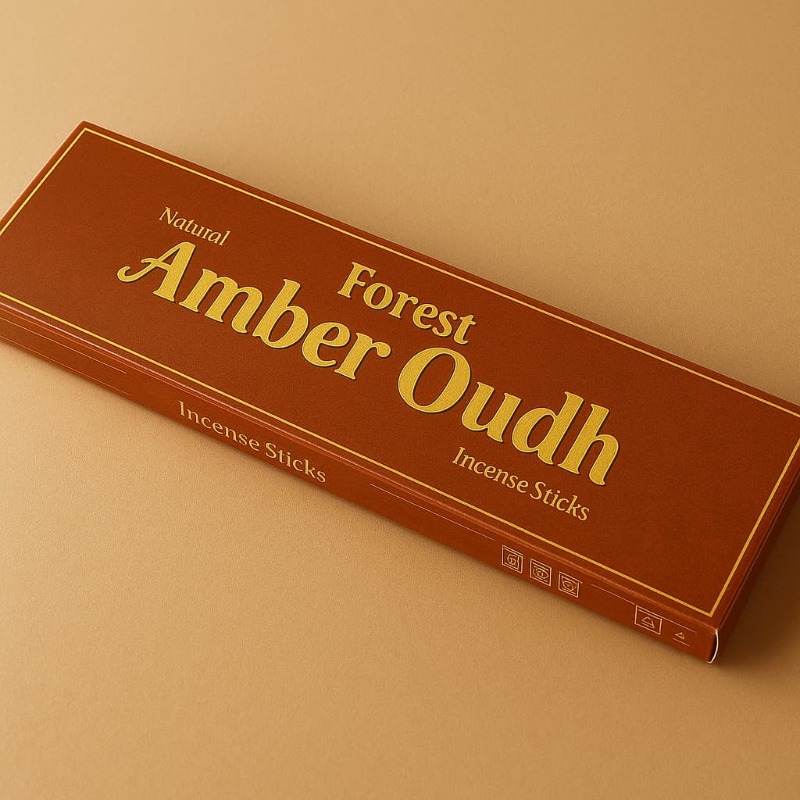 Natural
Forest
Amber Oudh
Incense Sticks
Incense Sticks